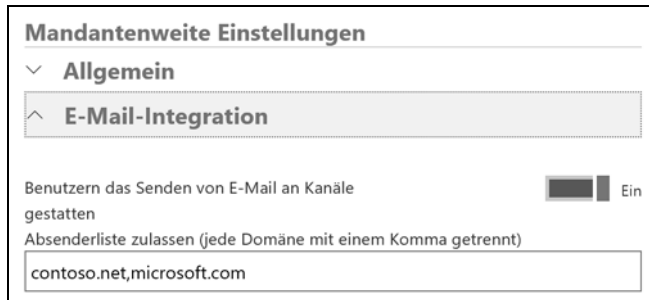 Mandantenweite Einstellungen
Allgemein
E-Mail-Integration
Benutzern das Senden von E-Mail an Kanäle
gestatten
Ein
Absenderliste zulassen (jede Domäne mit einem Komma getrennt)
contoso.net,microsoft.com